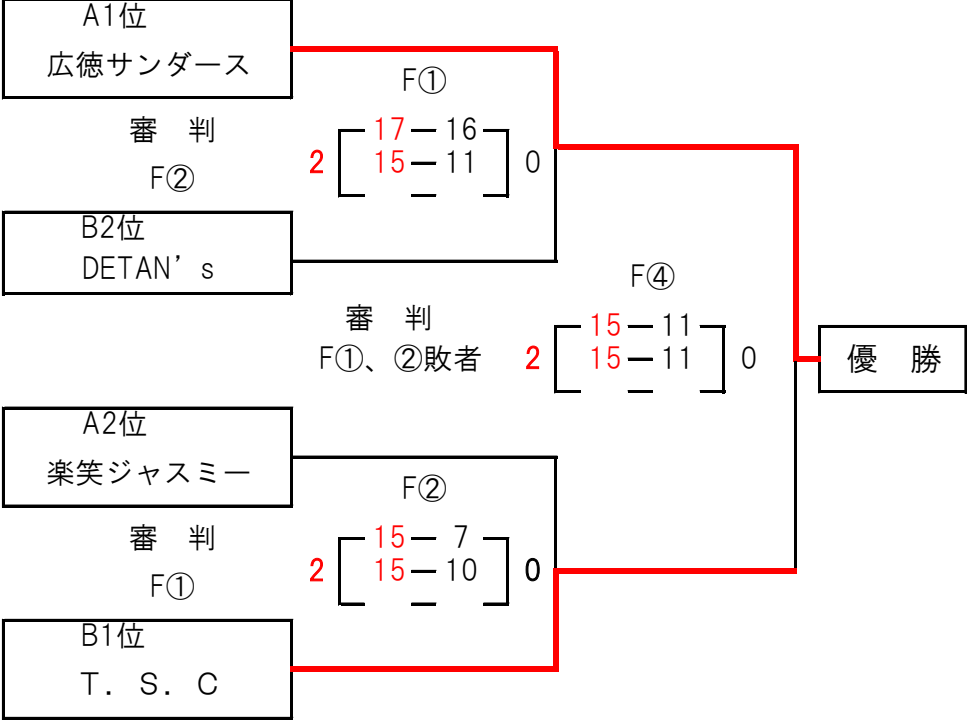 A1位
広徳サンダース
F①
審　判
17 — 16
2 15 — 11 0
F②
B2位
DETAN's
F④
審　判
15 — 11
F①、②敗者 2 15 — 11 0 優　勝
A2位
楽笑ジャスミー
F②
審　判
15 — 7
2 15 — 10 0
F①
B1位
T．S．C